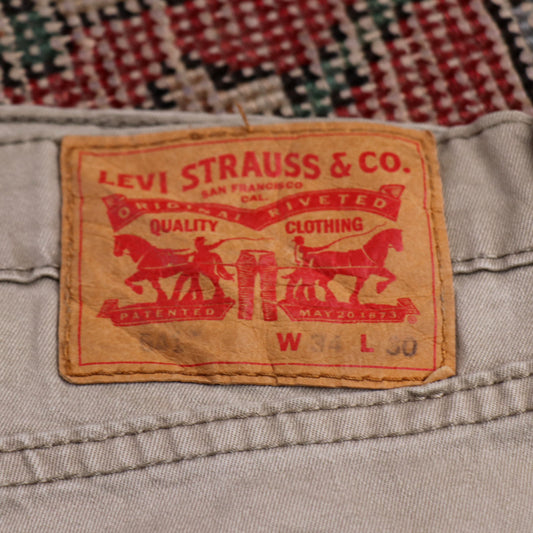 LEVI STRAUSS & CO.
SAN FRANCISCO
CAL.
ORIGINAL RIVETED
QUALITY CLOTHING
PATENTED MAY 20, 1873
W 34 L 30